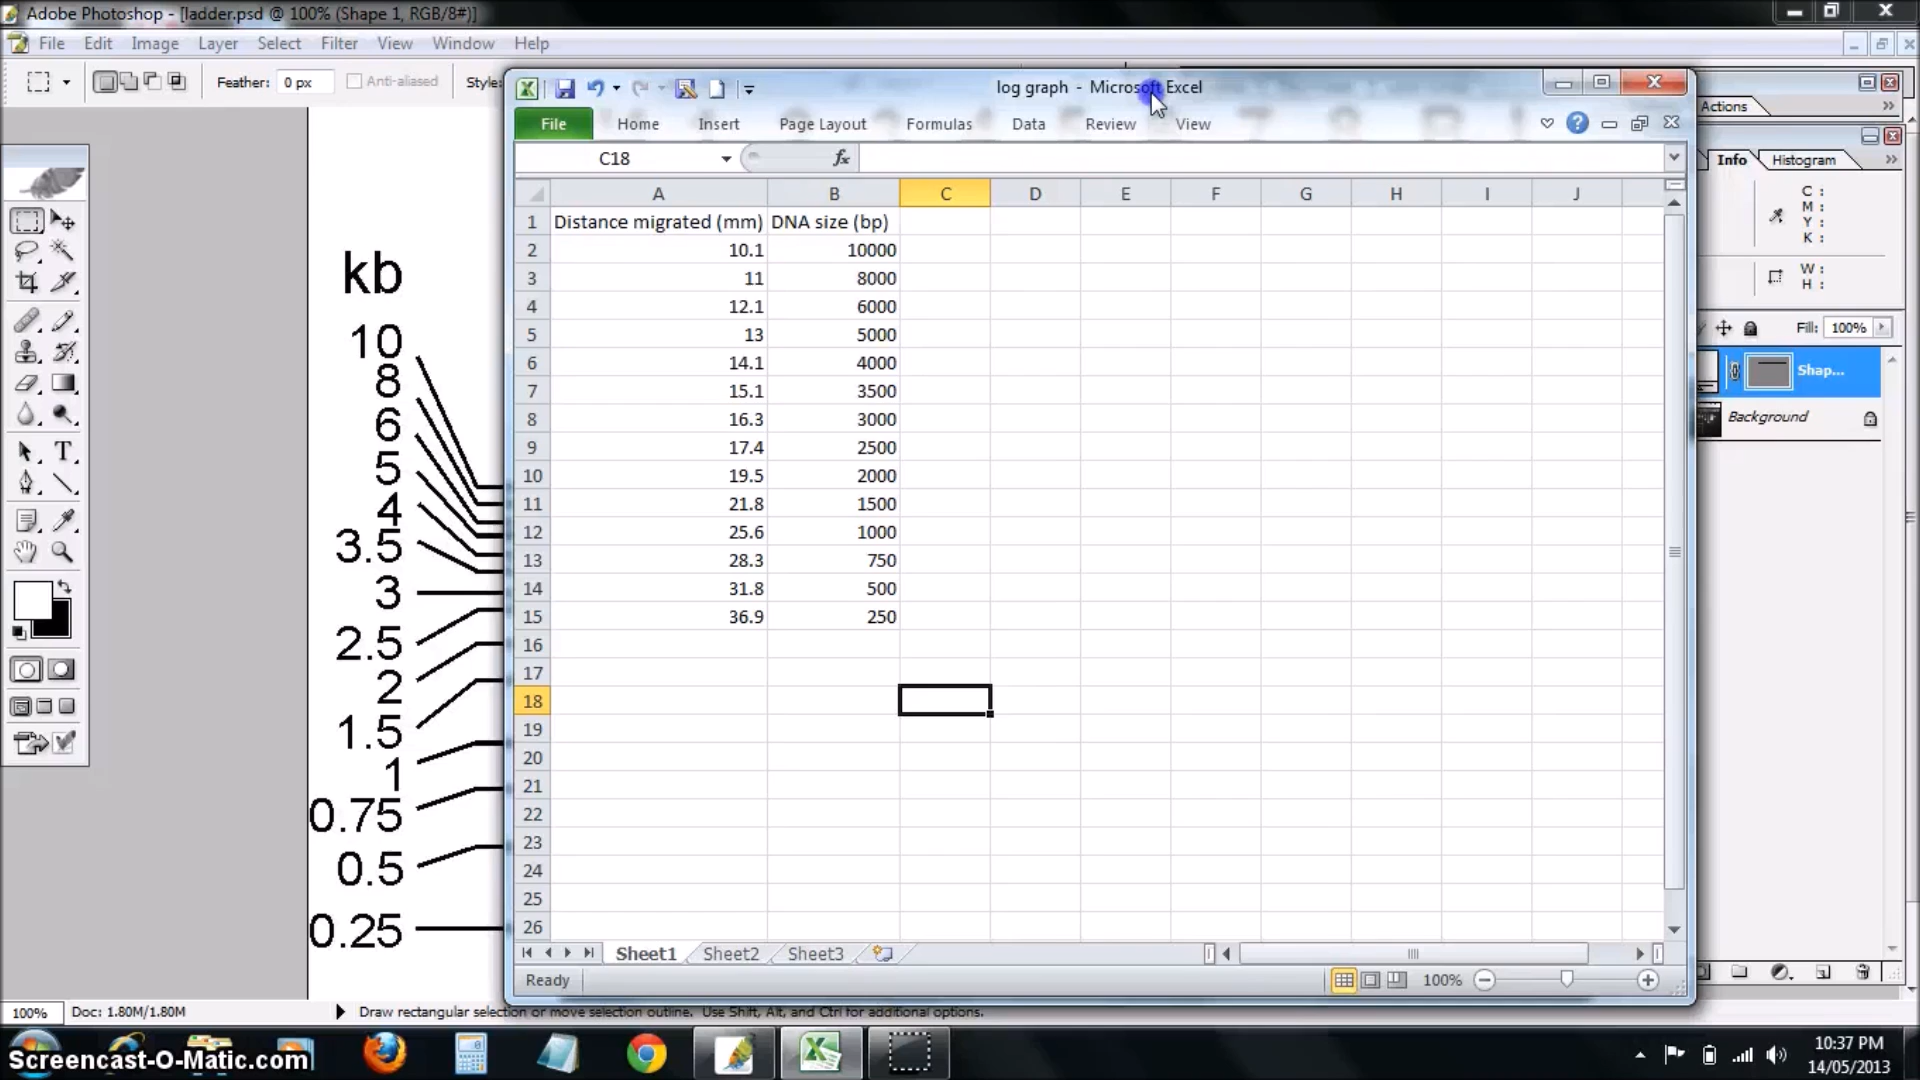 Adobe Photoshop - [ladder.psd @ 100% (Shape 1, RGB/8#)]
File Edit Image Layer Select Filter View Window Help
Feather: 0 px Anti-aliased Style:
log graph - Microsoft Excel
Actions
File Home Insert Page Layout Formulas Data Review View
C18 fx
Info Histogram
C :
M :
Y :
K :
W :
H :
Fill: 100%
Shap...
Background
A B C D E F G H I J
1 Distance migrated (mm) DNA size (bp)
2 10.1 10000
3 11 8000
4 12.1 6000
5 13 5000
6 14.1 4000
7 15.1 3500
8 16.3 3000
9 17.4 2500
10 19.5 2000
11 21.8 1500
12 25.6 1000
13 28.3 750
14 31.8 500
15 36.9 250
16
17
18
19
20
21
22
23
24
25
26
kb
10
8
6
5
4
3.5
3
2.5
2
1.5
1
0.75
0.5
0.25
Sheet1 Sheet2 Sheet3
Ready 100%
100% Doc: 1.80M/1.80M Draw rectangular selection or move selection outline. Use Shift, Alt, and Ctrl for additional options.
Screencast-O-Matic.com
10:37 PM
14/05/2013